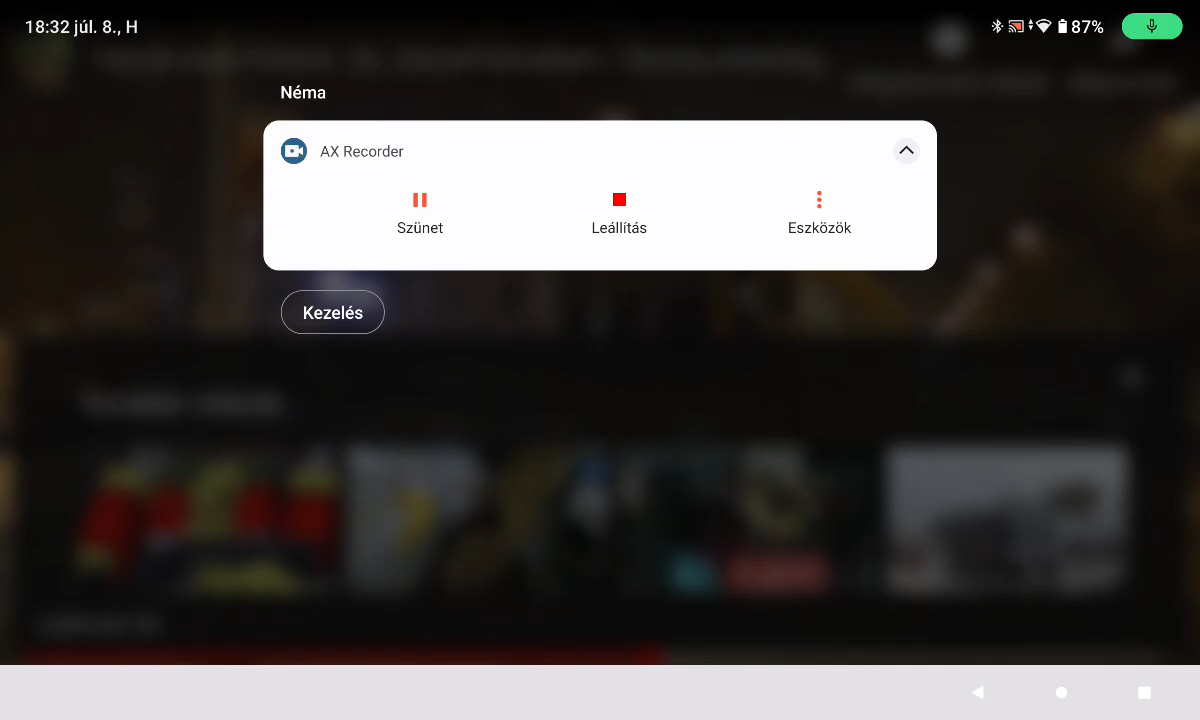 18:32 júl. 8., H
87%
Néma
AX Recorder
Szünet
Leállítás
Eszközök
Kezelés